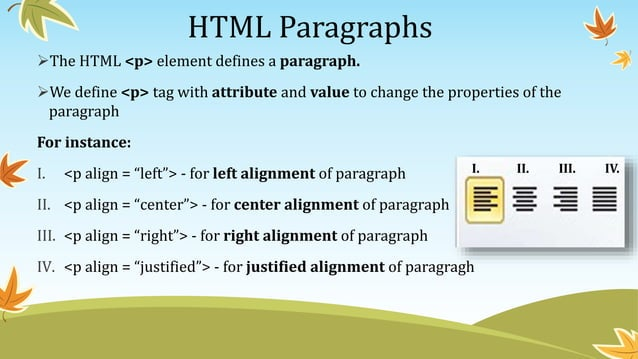 HTML Paragraphs
➢The HTML <p> element defines a paragraph.
➢We define <p> tag with attribute and value to change the properties of the
paragraph
For instance:
I. <p align = “left”> - for left alignment of paragraph
II. <p align = “center”> - for center alignment of paragraph
III. <p align = “right”> - for right alignment of paragraph
IV. <p align = “justified”> - for justified alignment of paragragh
I. II. III. IV.